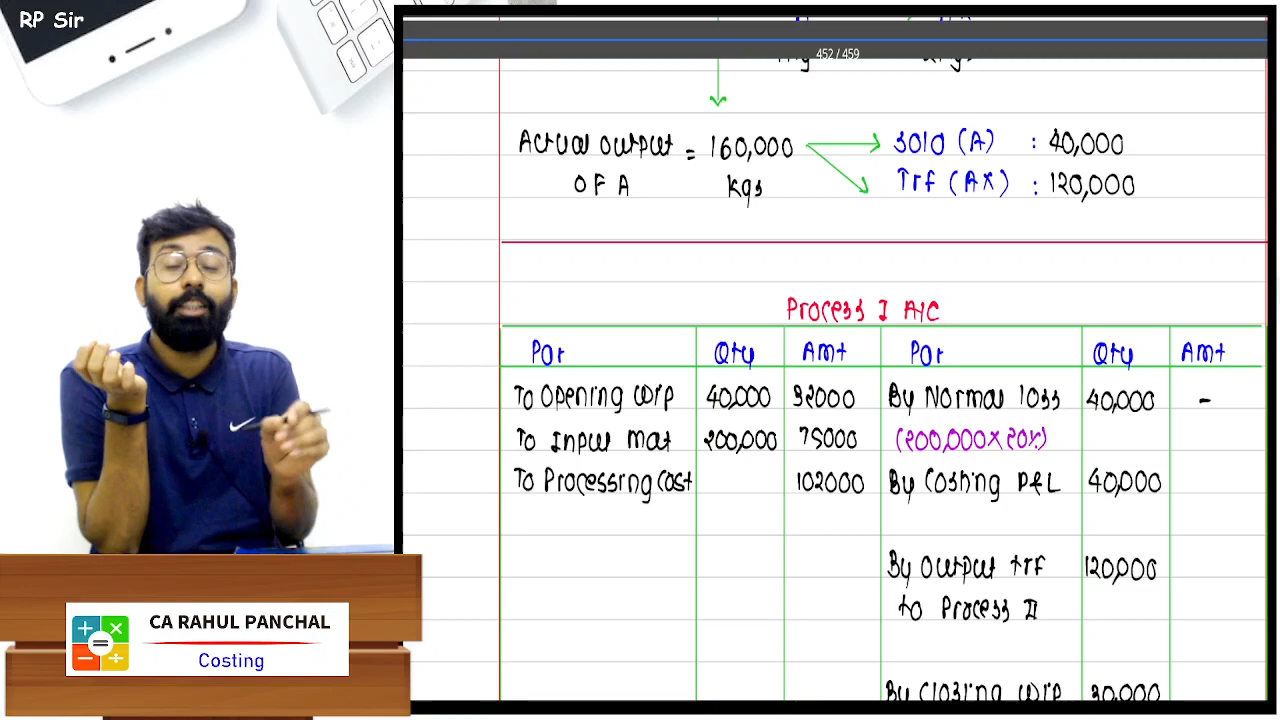 RP Sir
452 / 459
Actual output = 160,000 → Sold (A) : 40,000
OF A kgs Trf (AX) : 120,000
Process I A/C
Par Qty Amt Par Qty Amt
To Opening WIP 40,000 32000 By Normal loss 40,000 -
To Input mat 200,000 75000 (200,000×20%)
To Processing Cost 102000 By Costing P&L 40,000
By Output trf 120,000
to Process II
By Closing WIP 30,000
CA RAHUL PANCHAL
Costing